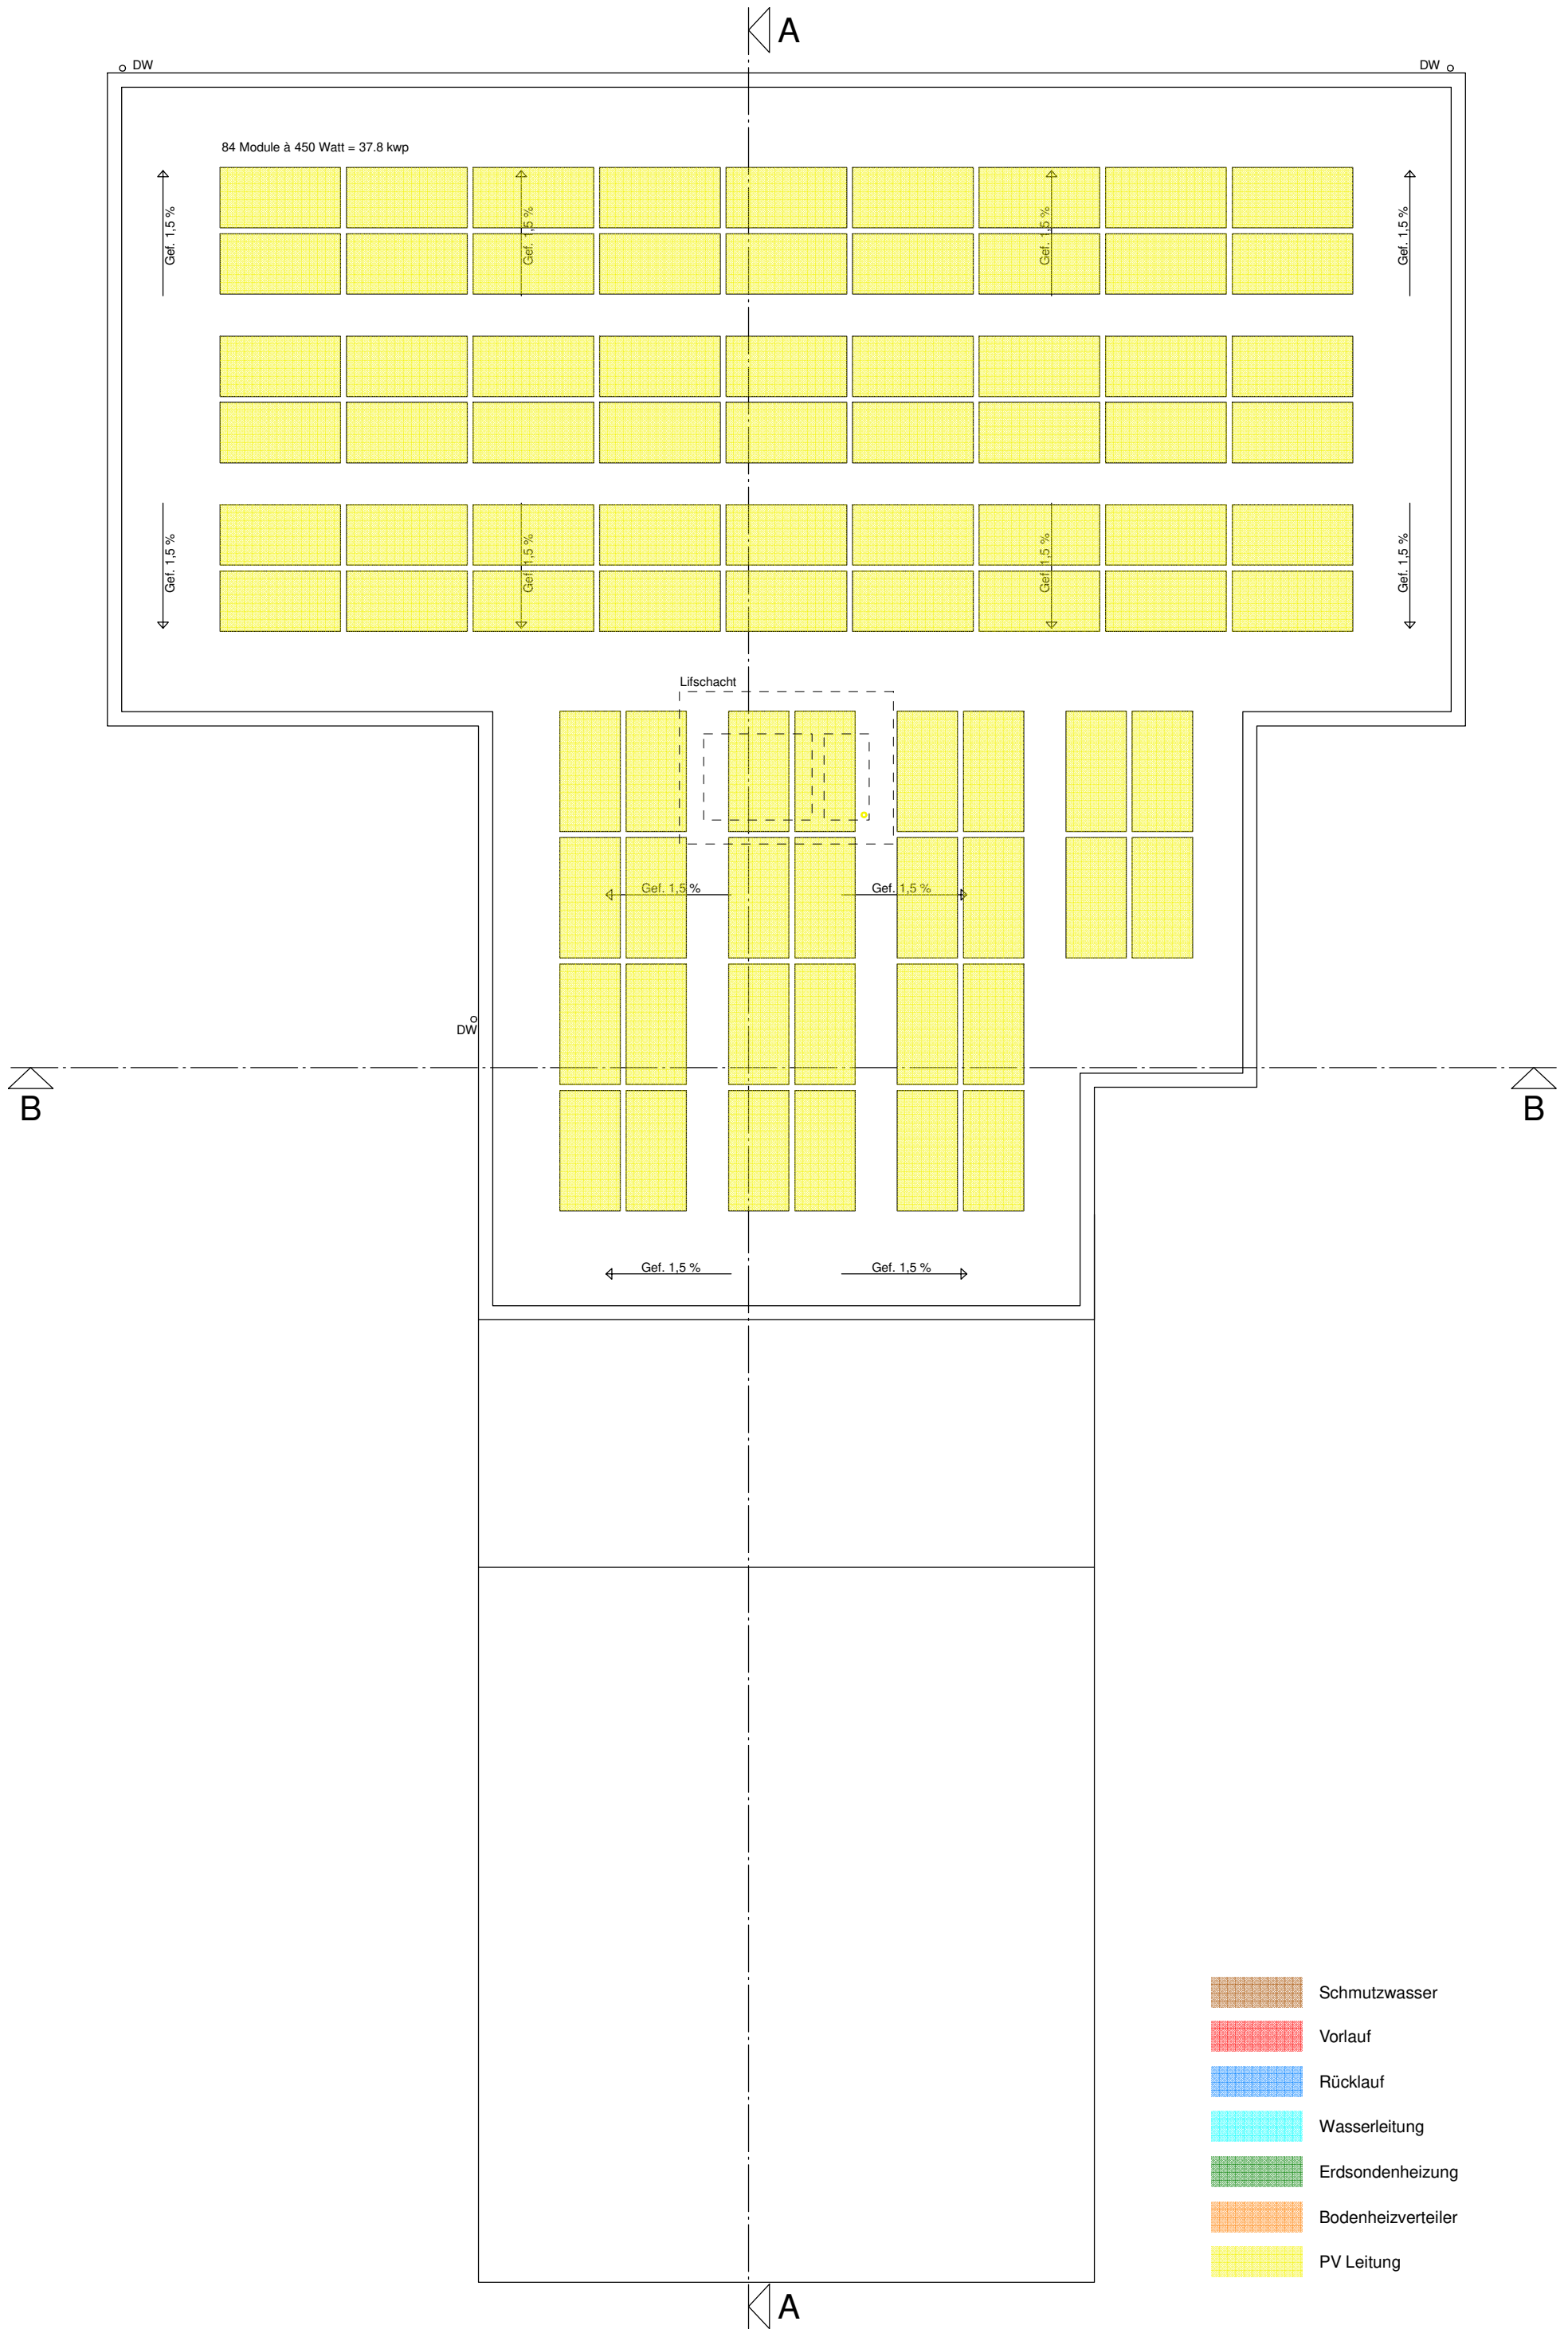 A
DW
DW
84 Module à 450 Watt = 37.8 kwp
Gef. 1,5 %
Gef. 1,5 %
Gef. 1,5 %
Gef. 1,5 %
Gef. 1,5 %
Gef. 1,5 %
Gef. 1,5 %
Gef. 1,5 %
Lifschacht
Gef. 1,5 %
Gef. 1,5 %
DW
B
B
Gef. 1,5 %
Gef. 1,5 %
Schmutzwasser
Vorlauf
Rücklauf
Wasserleitung
Erdsondenheizung
Bodenheizverteiler
PV Leitung
A